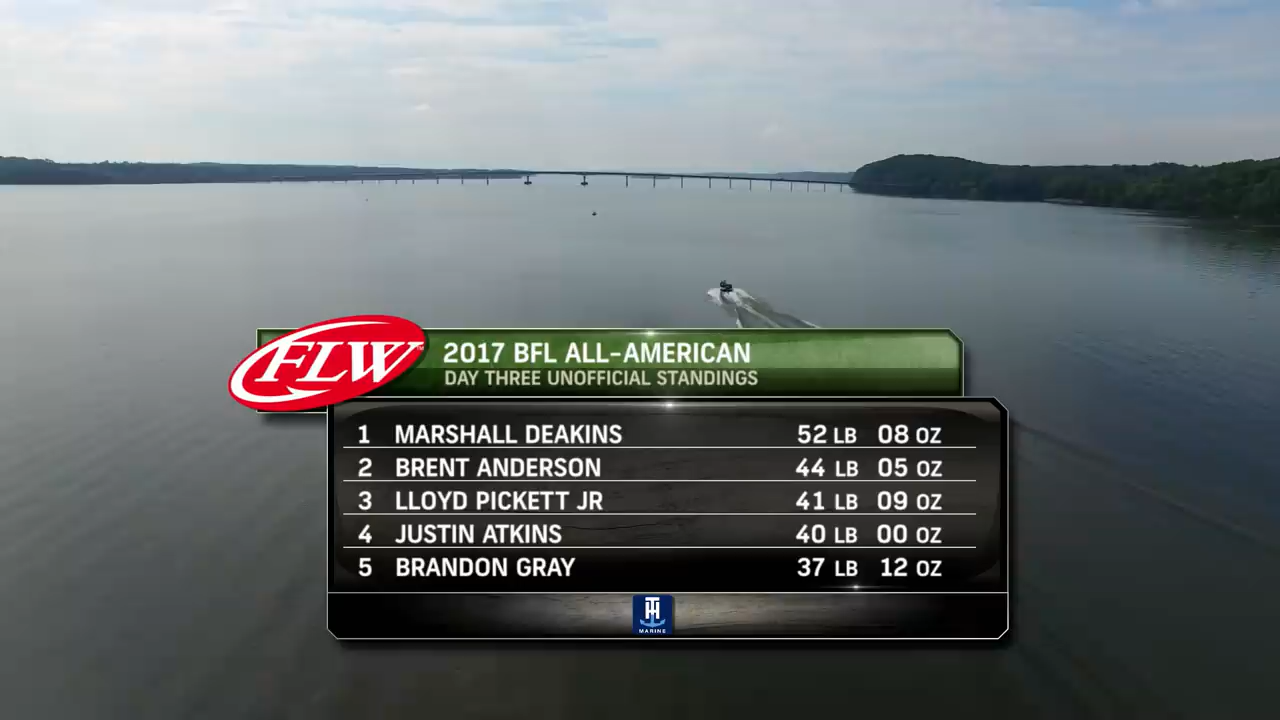 FLW
2017 BFL ALL-AMERICAN
DAY THREE UNOFFICIAL STANDINGS
1 MARSHALL DEAKINS 52 LB 08 OZ
2 BRENT ANDERSON 44 LB 05 OZ
3 LLOYD PICKETT JR 41 LB 09 OZ
4 JUSTIN ATKINS 40 LB 00 OZ
5 BRANDON GRAY 37 LB 12 OZ
TH
MARINE